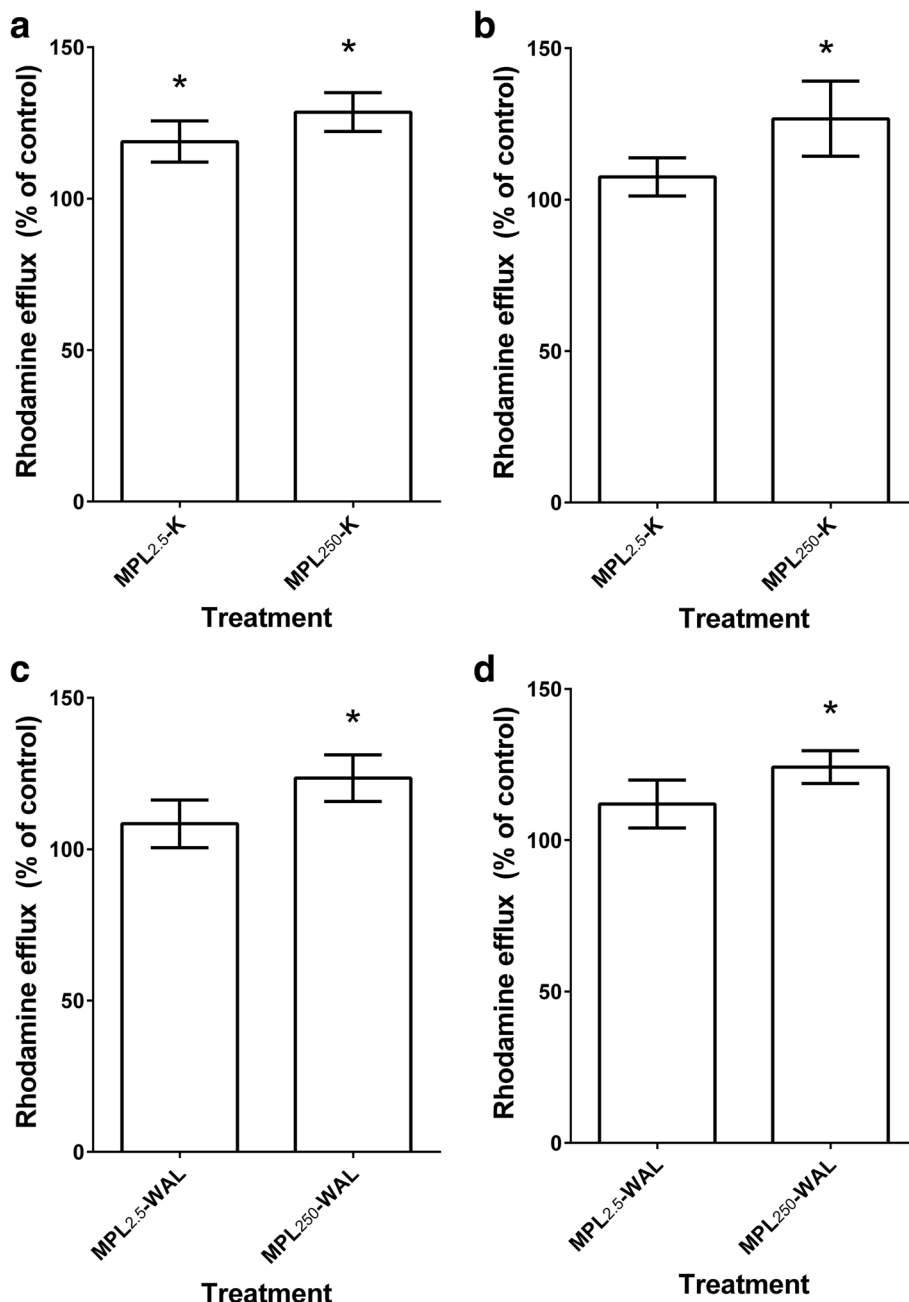 a
Rhodamine efflux (% of control)
150
100
50
0
*
*
MPL2.5-K
MPL250-K
Treatment
b
Rhodamine efflux (% of control)
150
100
50
0
*
MPL2.5-K
MPL250-K
Treatment
c
Rhodamine efflux (% of control)
150
100
50
0
*
MPL2.5-WAL
MPL250-WAL
Treatment
d
Rhodamine efflux (% of control)
150
100
50
0
*
MPL2.5-WAL
MPL250-WAL
Treatment